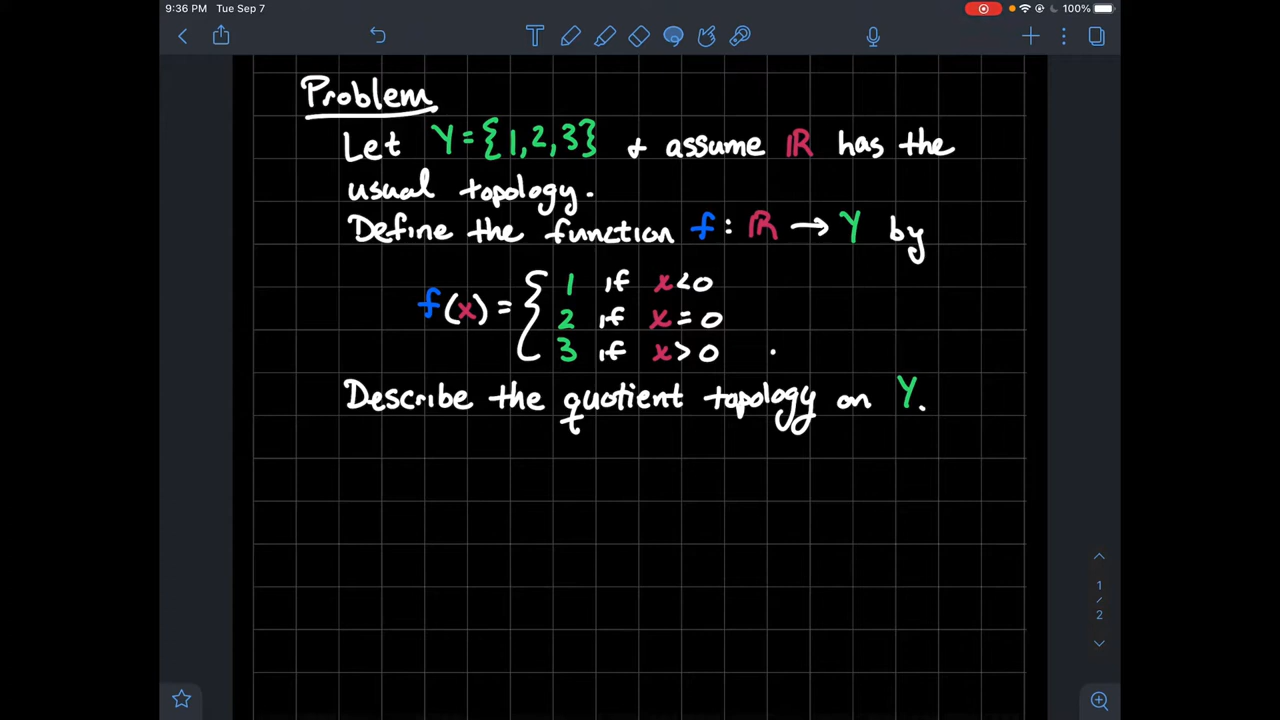 9:36 PM Tue Sep 7
100%
Problem
Let Y = {1,2,3} & assume ℝ has the
usual topology.
Define the function f : ℝ → Y by
f(x) = { 1 if x<0
2 if x = 0
3 if x > 0
Describe the quotient topology on Y.
1
/
2